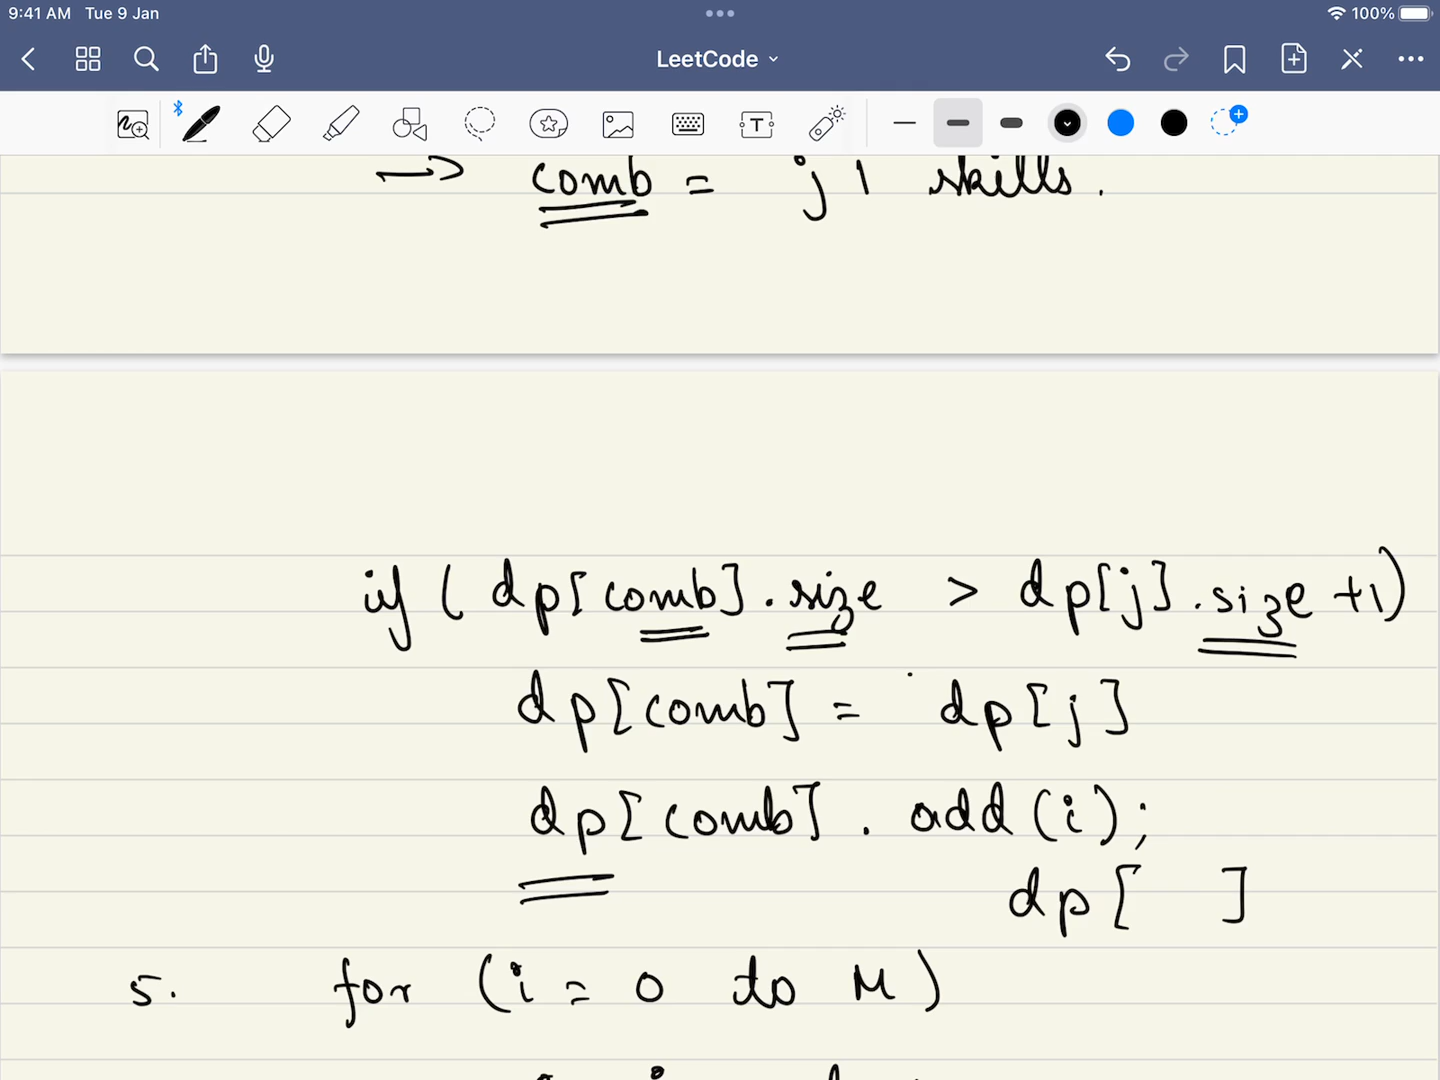 9:41 AM Tue 9 Jan 100%
LeetCode
T
comb = j | skills.
if ( dp[comb].size > dp[j].size +1)
dp[comb] = dp[j]
dp[comb]. add(i);
dp[ ]
5. for (i = 0 to M)